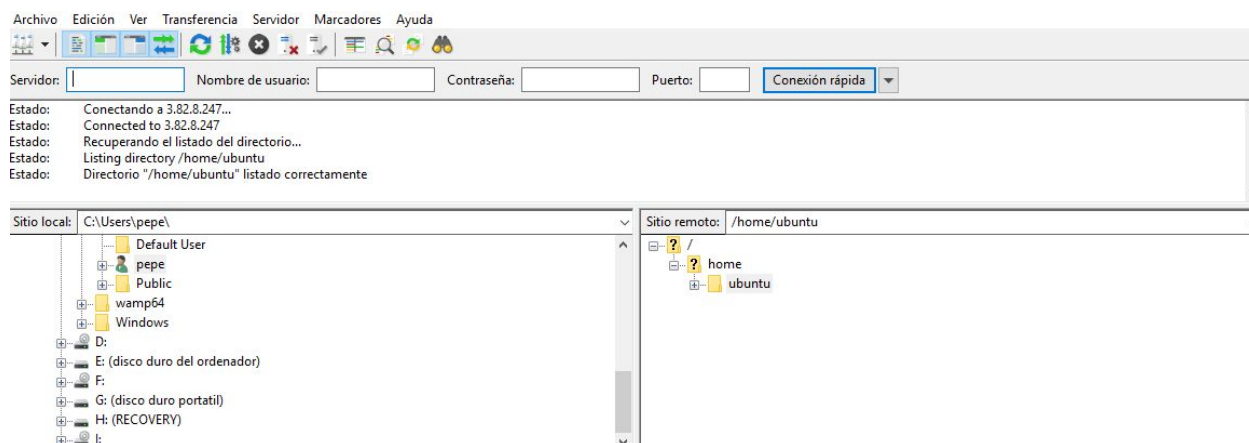 Archivo Edición Ver Transferencia Servidor Marcadores Ayuda
Servidor: Nombre de usuario: Contraseña: Puerto: Conexión rápida
Estado: Conectando a 3.82.8.247...
Estado: Connected to 3.82.8.247
Estado: Recuperando el listado del directorio...
Estado: Listing directory /home/ubuntu
Estado: Directorio "/home/ubuntu" listado correctamente
Sitio local: C:\Users\pepe\
Default User
pepe
Public
wamp64
Windows
D:
E: (disco duro del ordenador)
F:
G: (disco duro portatil)
H: (RECOVERY)
I:
Sitio remoto: /home/ubuntu
? /
? home
ubuntu